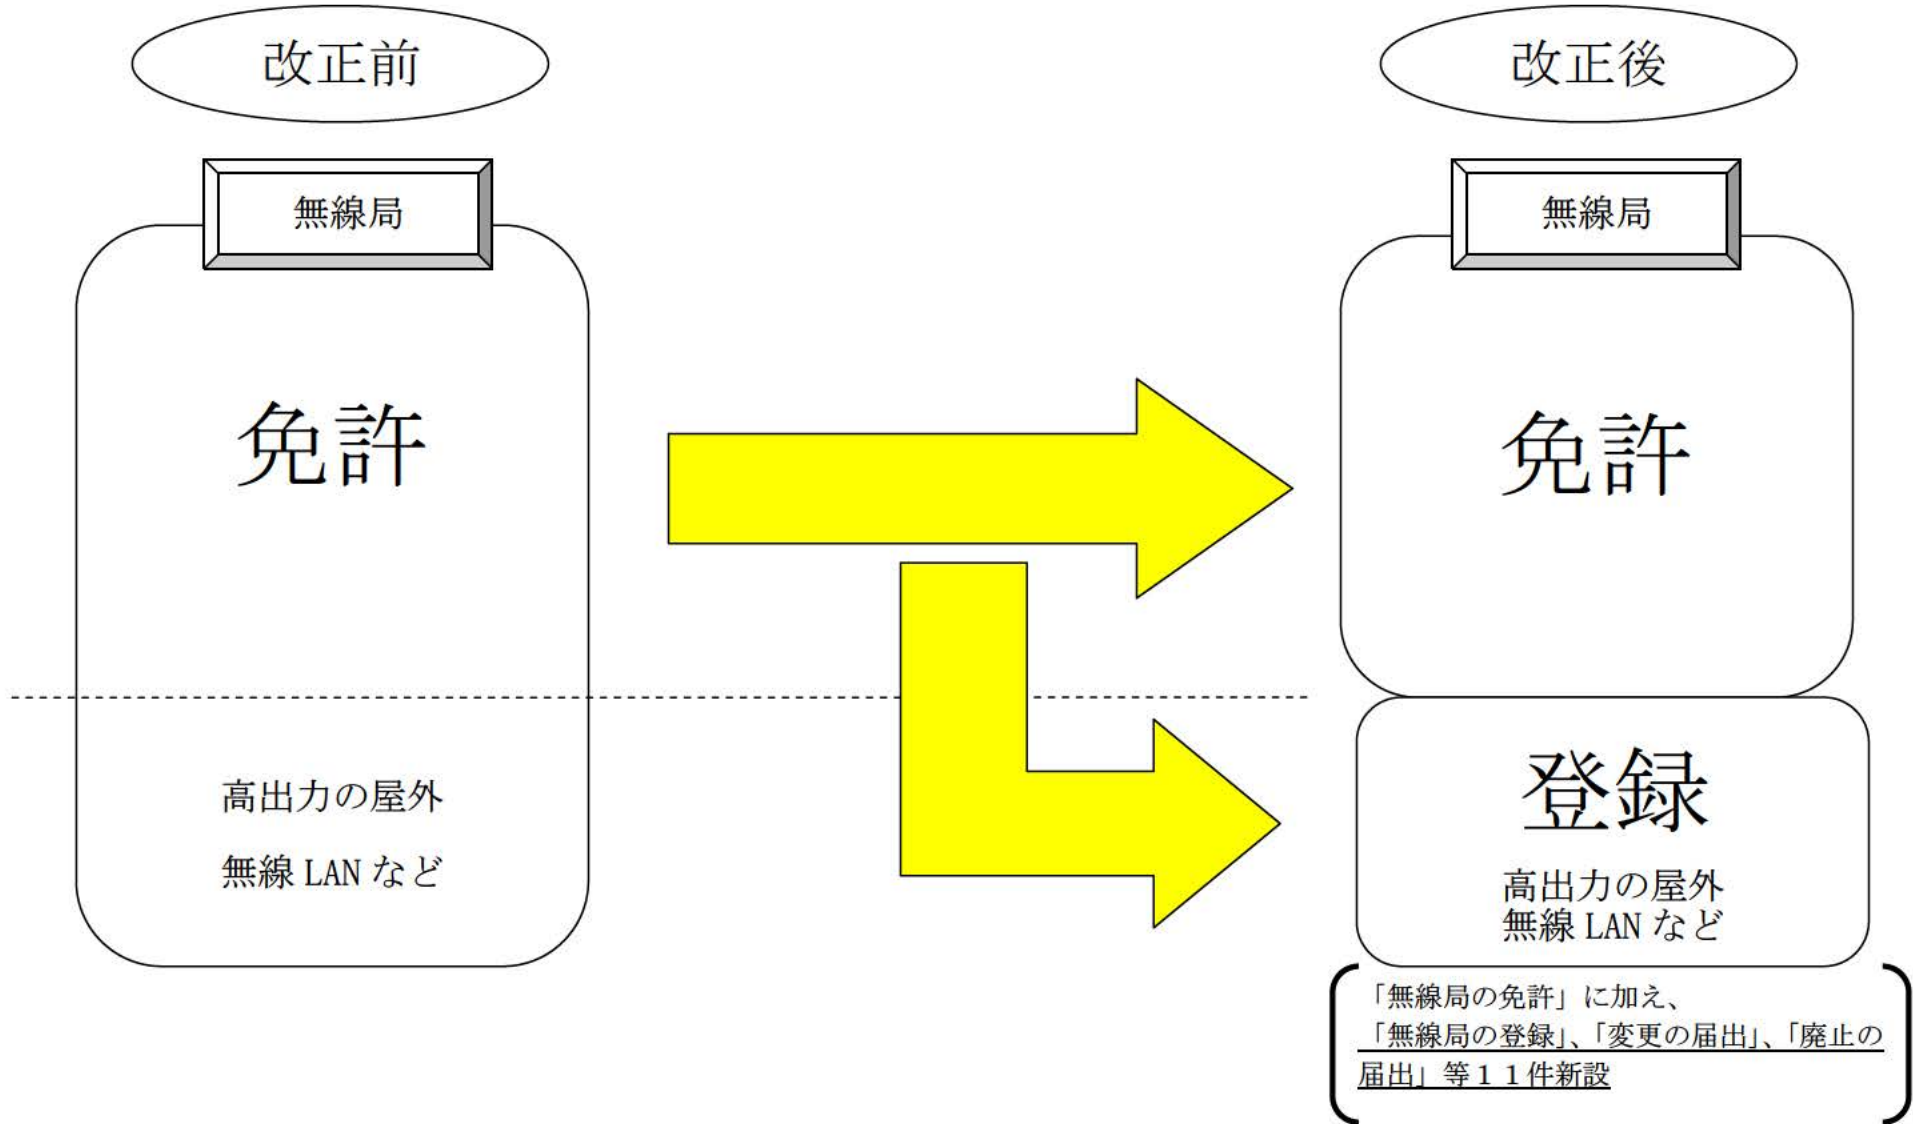 改正前
無線局
免許
高出力の屋外
無線 LAN など
改正後
無線局
免許
登録
高出力の屋外
無線 LAN など
「無線局の免許」に加え、
「無線局の登録」、「変更の届出」、「廃止の
届出」等１１件新設